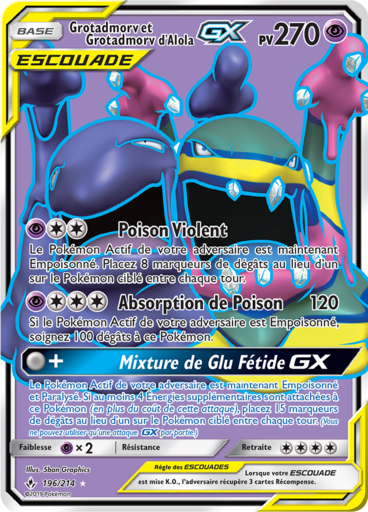 BASE
Grotadmorv et
Grotadmorv d'Alola GX
PV270
ESCOUADE
Poison Violent
Le Pokémon Actif de votre adversaire est maintenant
Empoisonné. Placez 8 marqueurs de dégâts au lieu d'un
sur le Pokémon ciblé entre chaque tour.
Absorption de Poison 120
Si le Pokémon Actif de votre adversaire est Empoisonné,
soignez 100 dégâts à ce Pokémon.
+ Mixture de Glu Fétide GX
Le Pokémon Actif de votre adversaire est maintenant Empoisonné
et Paralysé. Si au moins 4 Énergies supplémentaires sont attachées à
ce Pokémon (en plus du coût de cette attaque), placez 15 marqueurs
de dégâts au lieu d'un sur le Pokémon ciblé entre chaque tour. (Vous
ne pouvez utiliser qu'une attaque GX par partie.)
Faiblesse ×2 Résistance Retraite
Illus. 5ban Graphics
196/214
©2019 Pokémon
Règle des ESCOUADES
Lorsque votre ESCOUADE
est mise K.O., l'adversaire récupère 3 cartes Récompense.